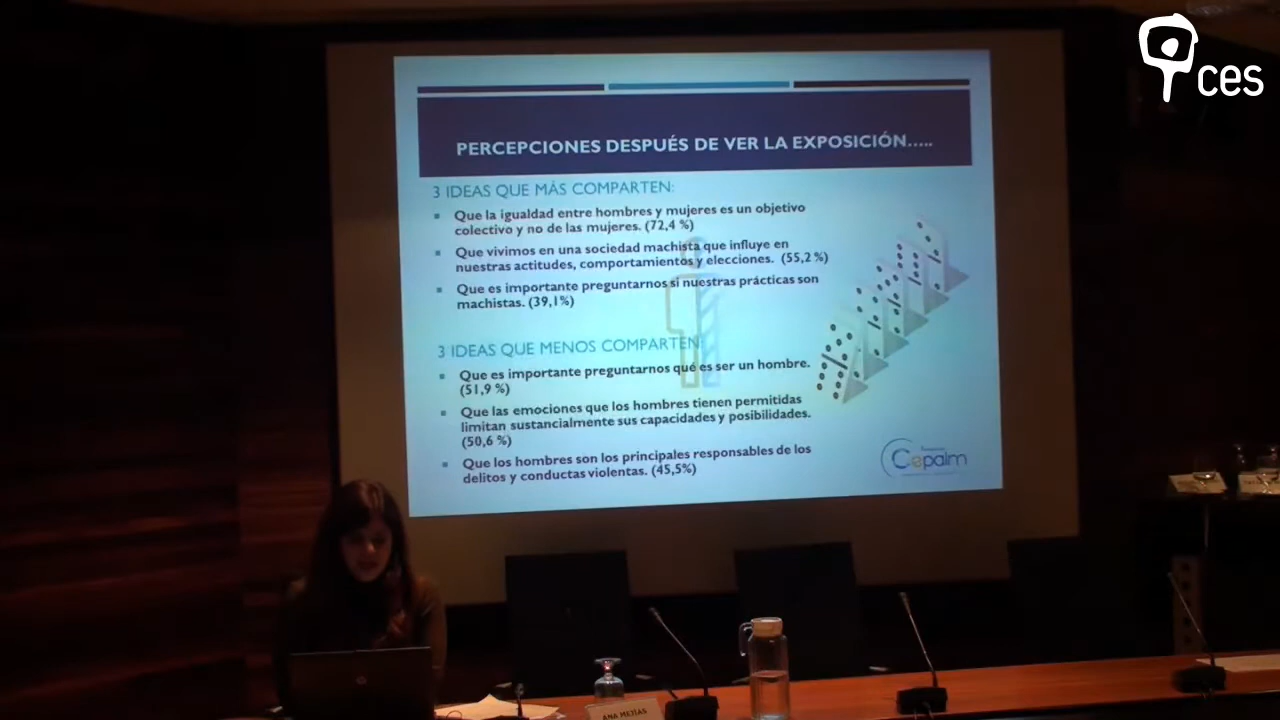 ces
PERCEPCIONES DESPUÉS DE VER LA EXPOSICIÓN.....
3 IDEAS QUE MÁS COMPARTEN:
Que la igualdad entre hombres y mujeres es un objetivo
colectivo y no de las mujeres. (72,4 %)
Que vivimos en una sociedad machista que influye en
nuestras actitudes, comportamientos y elecciones. (55,2 %)
Que es importante preguntarnos si nuestras prácticas son
machistas. (39,1%)
3 IDEAS QUE MENOS COMPARTEN:
Que es importante preguntarnos qué es ser un hombre.
(51,9 %)
Que las emociones que los hombres tienen permitidas
limitan sustancialmente sus capacidades y posibilidades.
(50,6 %)
Que los hombres son los principales responsables de los
delitos y conductas violentas. (45,5%)
Cepaim
ANA MEJÍAS